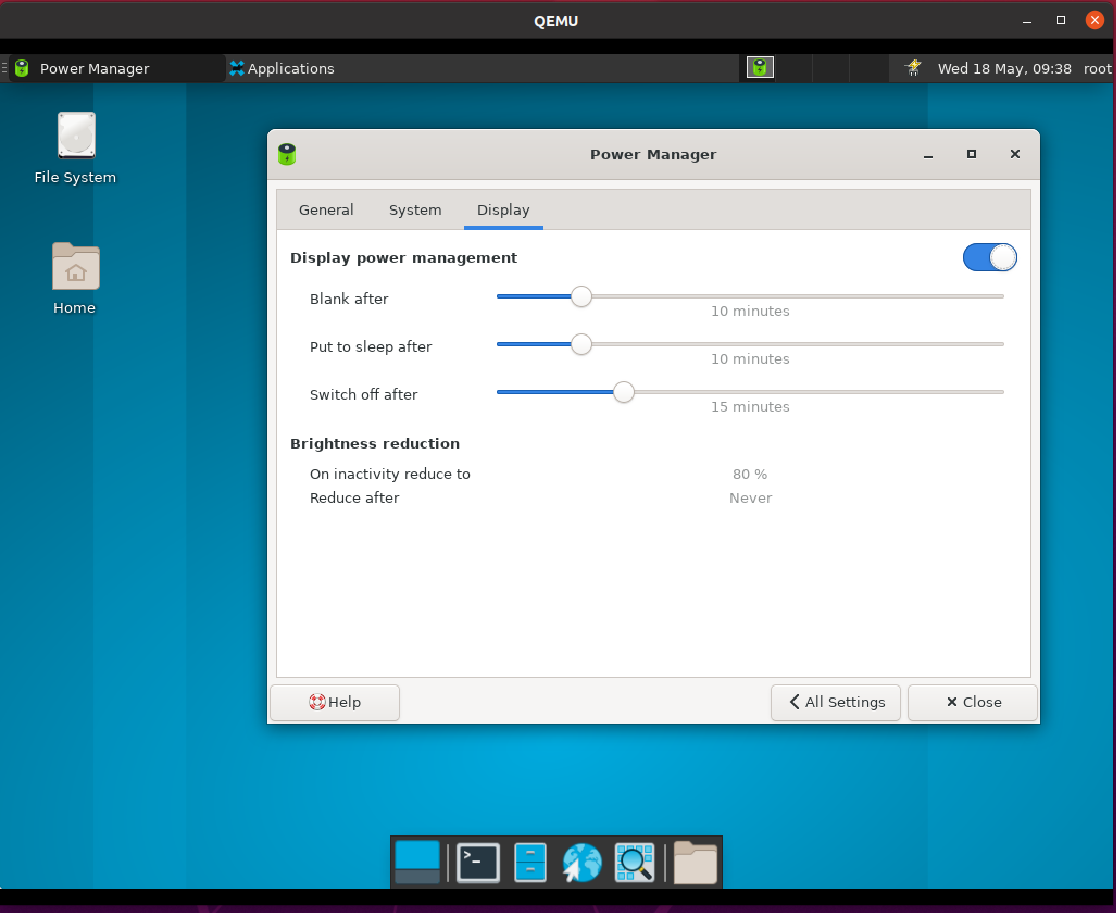 QEMU
Power Manager
Applications
Wed 18 May, 09:38
root
File System
Home
Power Manager
General
System
Display
Display power management
Blank after
10 minutes
Put to sleep after
10 minutes
Switch off after
15 minutes
Brightness reduction
On inactivity reduce to
80 %
Reduce after
Never
Help
All Settings
Close